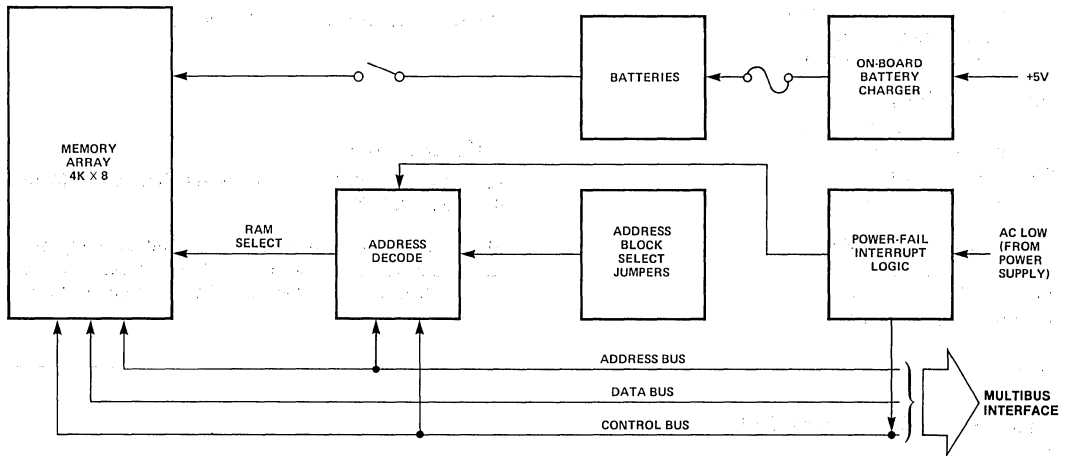 MEMORY
ARRAY
4K X 8
BATTERIES
ON-BOARD
BATTERY
CHARGER
+5V
RAM
SELECT
ADDRESS
DECODE
ADDRESS
BLOCK
SELECT
JUMPERS
POWER-FAIL
INTERRUPT
LOGIC
AC LOW
(FROM
POWER
SUPPLY)
ADDRESS BUS
DATA BUS
CONTROL BUS
MULTIBUS
INTERFACE